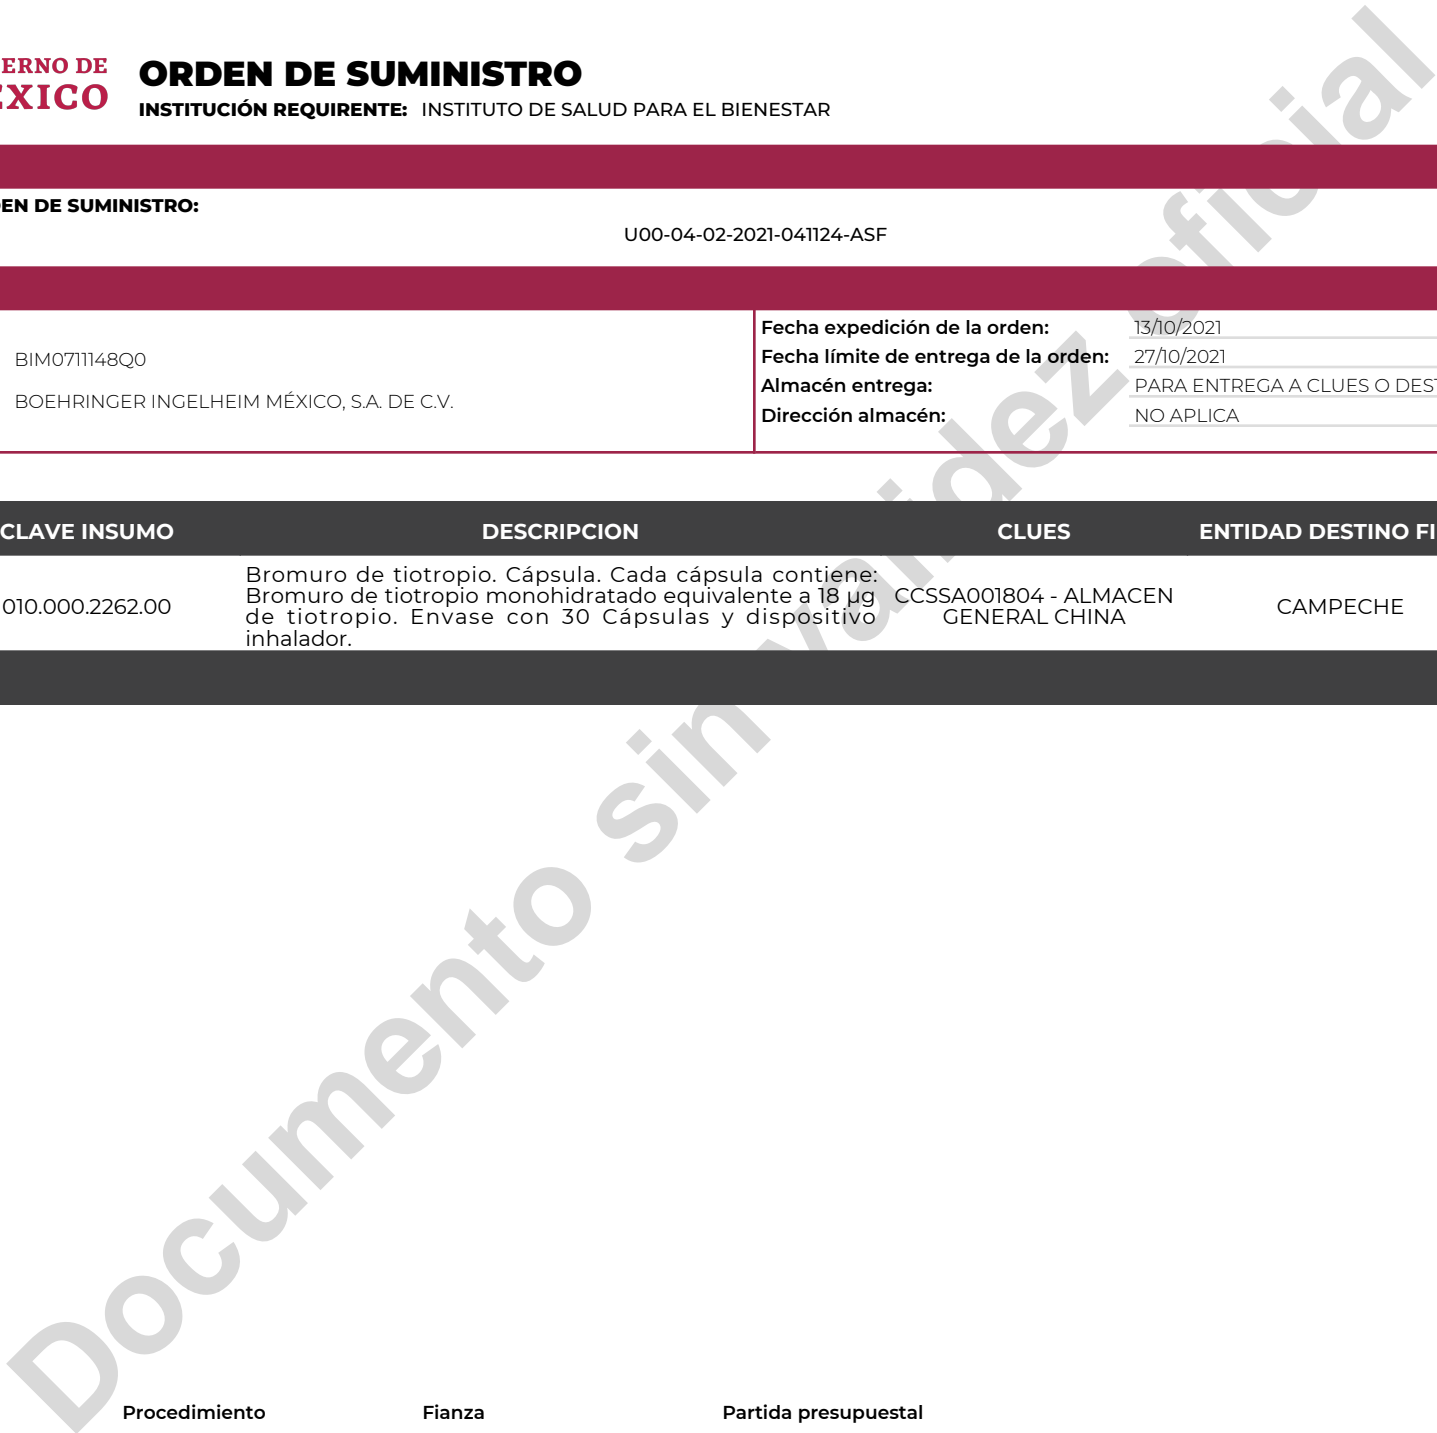 ERNO DE
EXICO
ORDEN DE SUMINISTRO
INSTITUCIÓN REQUIRENTE: INSTITUTO DE SALUD PARA EL BIENESTAR
EN DE SUMINISTRO:
U00-04-02-2021-041124-ASF
BIM0711148Q0
BOEHRINGER INGELHEIM MÉXICO, S.A. DE C.V.
Fecha expedición de la orden: 13/10/2021
Fecha límite de entrega de la orden: 27/10/2021
Almacén entrega: PARA ENTREGA A CLUES O DEST
Dirección almacén: NO APLICA
CLAVE INSUMO DESCRIPCION CLUES ENTIDAD DESTINO FI
010.000.2262.00
Bromuro de tiotropio. Cápsula. Cada cápsula contiene:
Bromuro de tiotropio monohidratado equivalente a 18 µg
de tiotropio. Envase con 30 Cápsulas y dispositivo
inhalador.
CCSSA001804 - ALMACEN
GENERAL CHINA
CAMPECHE
Documento sin validez oficial
Procedimiento Fianza Partida presupuestal